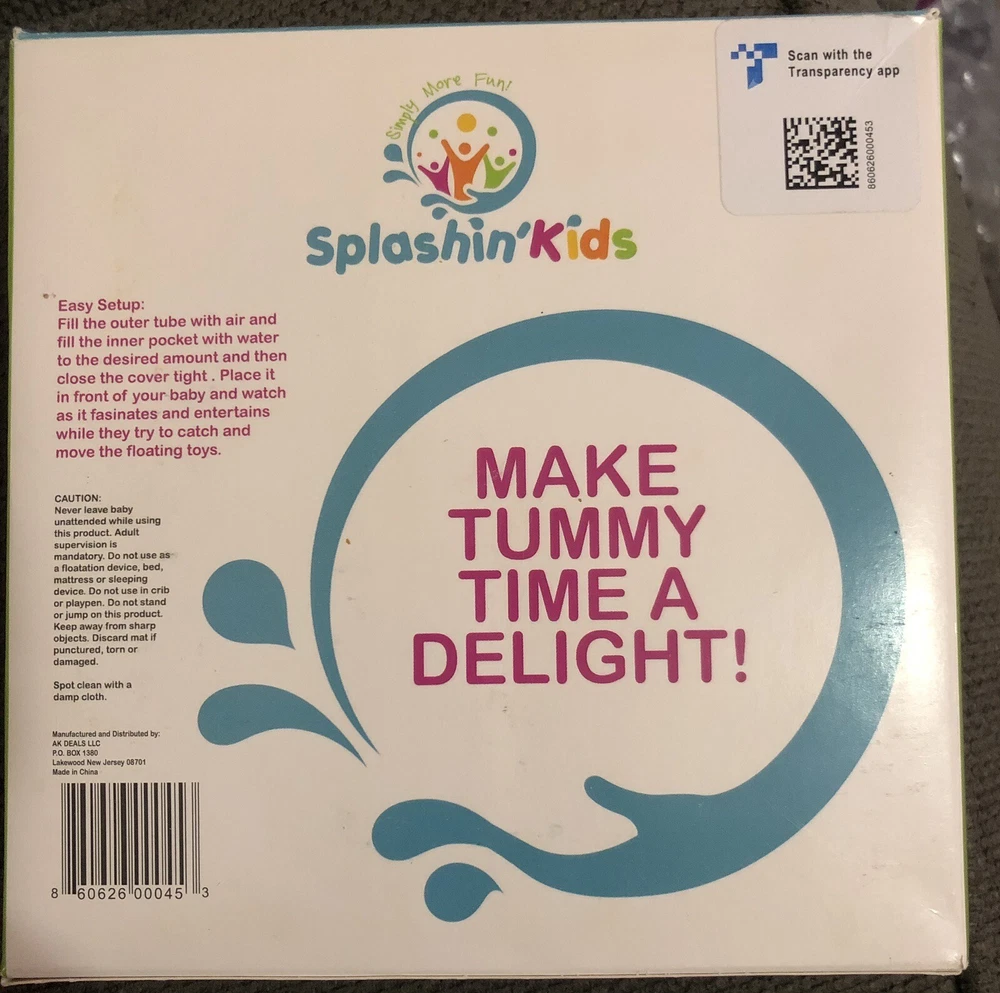 Scan with the
Transparency app
860626000453
Simply More Fun!
Splashin'Kids
Easy Setup:
Fill the outer tube with air and
fill the inner pocket with water
to the desired amount and then
close the cover tight . Place it
in front of your baby and watch
as it fasinates and entertains
while they try to catch and
move the floating toys.
MAKE
TUMMY
TIME A
DELIGHT!
CAUTION:
Never leave baby
unattended while using
this product. Adult
supervision is
mandatory. Do not use as
a floatation device, bed,
mattress or sleeping
device. Do not use in crib
or playpen. Do not stand
or jump on this product.
Keep away from sharp
objects. Discard mat if
punctured, torn or
damaged.
Spot clean with a
damp cloth.
Manufactured and Distributed by:
AK DEALS LLC
P.O. BOX 1380
Lakewood New Jersey 08701
Made in China
8 60626 00045 3